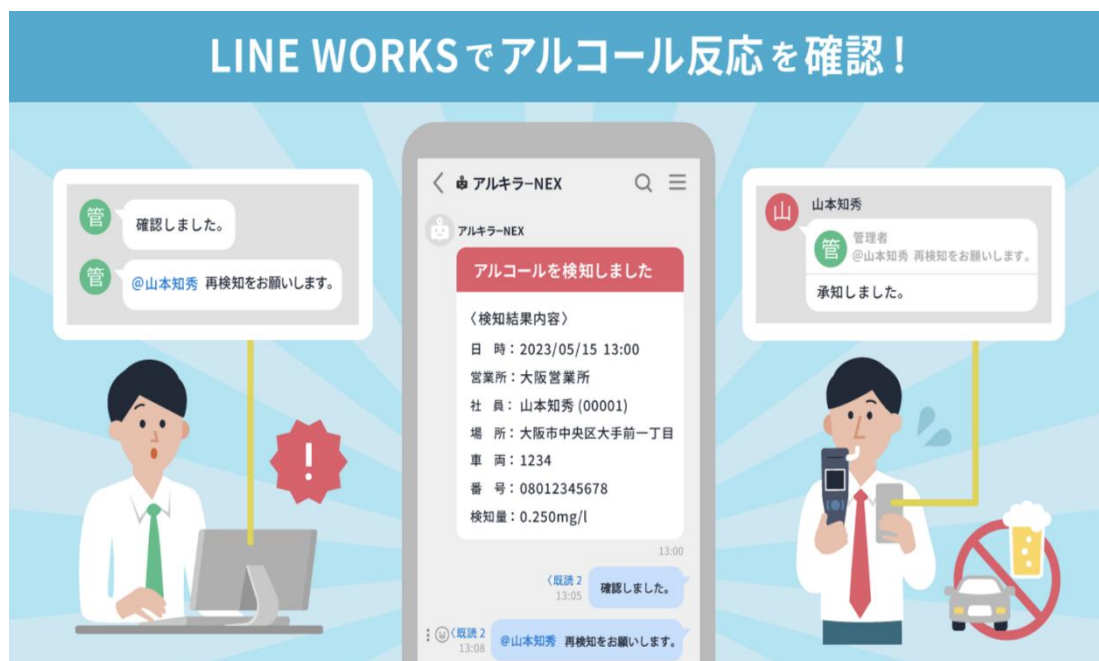 LINE WORKSでアルコール反応を確認！
管
確認しました。
管
@山本知秀 再検知をお願いします。
アルキラーNEX
アルキラーNEX
アルコールを検知しました
〈検知結果内容〉
日 時：2023/05/15 13:00
営業所：大阪営業所
社 員： 山本知秀 (00001)
場 所：大阪市中央区大手前一丁目
車 両：1234
番 号：08012345678
検知量：0.250mg/l
13:00
〈既読 2
13:05
確認しました。
〈既読 2
13:08
@山本知秀 再検知をお願いします。
山
山本知秀
管
管理者
@山本知秀 再検知をお願いします。
承知しました。
!